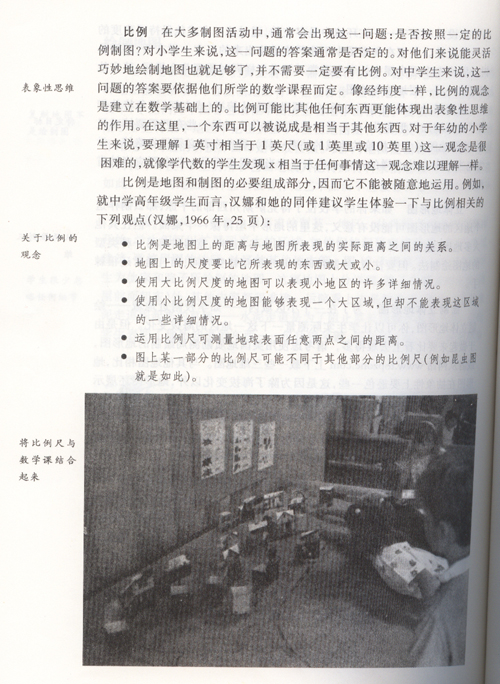 比例　在大多制图活动中,通常会出现这一问题:是否按照一定的比
例制图?对小学生来说,这一问题的答案通常是否定的。对他们来说能灵活
巧妙地绘制地图也就足够了,并不需要一定要有比例。对中学生来说,这一
表象性思维
问题的答案要依据他们所学的数学课程而定。像经纬度一样,比例的观念
是建立在数学基础上的。比例可能比其他任何东西更能体现出表象性思维
的作用。在这里,一个东西可以被说成是相当于其他东西。对于年幼的小学
生来说,要理解1英寸相当于1英尺(或1英里或10英里)这一观念是很
困难的,就像学代数的学生发现x相当于任何事情这一观念难以理解一样。
比例是地图和制图的必要组成部分,因而它不能被随意地运用。例如,
就中学高年级学生而言,汉娜和她的同伴建议学生体验一下与比例相关的
下列观点(汉娜,1966年,25页):
关于比例的
观念
● 比例是地图上的距离与地图所表现的实际距离之间的关系。
● 地图上的尺度要比它所表现的东西或大或小。
● 使用大比例尺度的地图可以表现小地区的许多详细情况。
● 使用小比例尺度的地图能够表现一个大区域,但却不能表现这区域
的一些详细情况。
● 运用比例尺可测量地球表面任意两点之间的距离。
● 图上某一部分的比例尺可能不同于其他部分的比例尺(例如昆虫图
就是如此)。
将比例尺与
数学课结合
起来